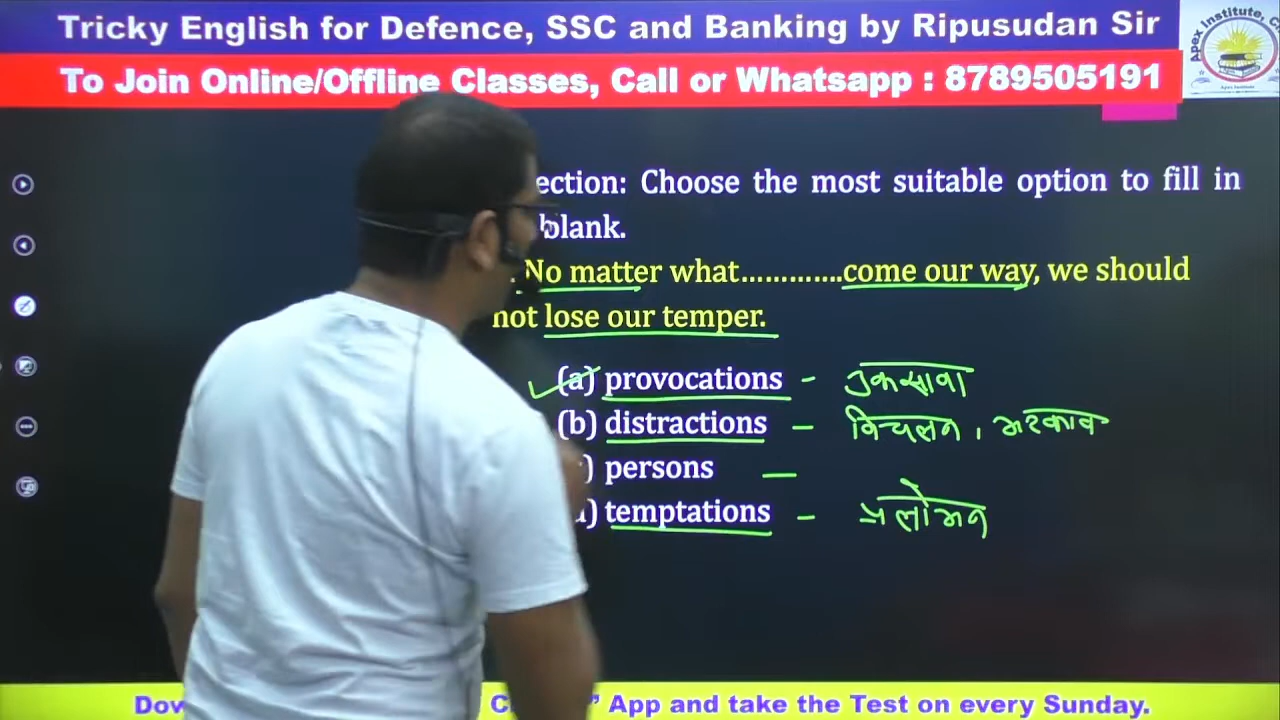 Tricky English for Defence, SSC and Banking by Ripusudan Sir
To Join Online/Offline Classes, Call or Whatsapp : 8789505191
Apex Institute,
Apex Institute
ection: Choose the most suitable option to fill in
blank.
. No matter what.............come our way, we should
not lose our temper.
(a) provocations - उकसावा
(b) distractions - विचलन, भटकाव
) persons -
) temptations - प्रलोभन
Dov C " App and take the Test on every Sunday.